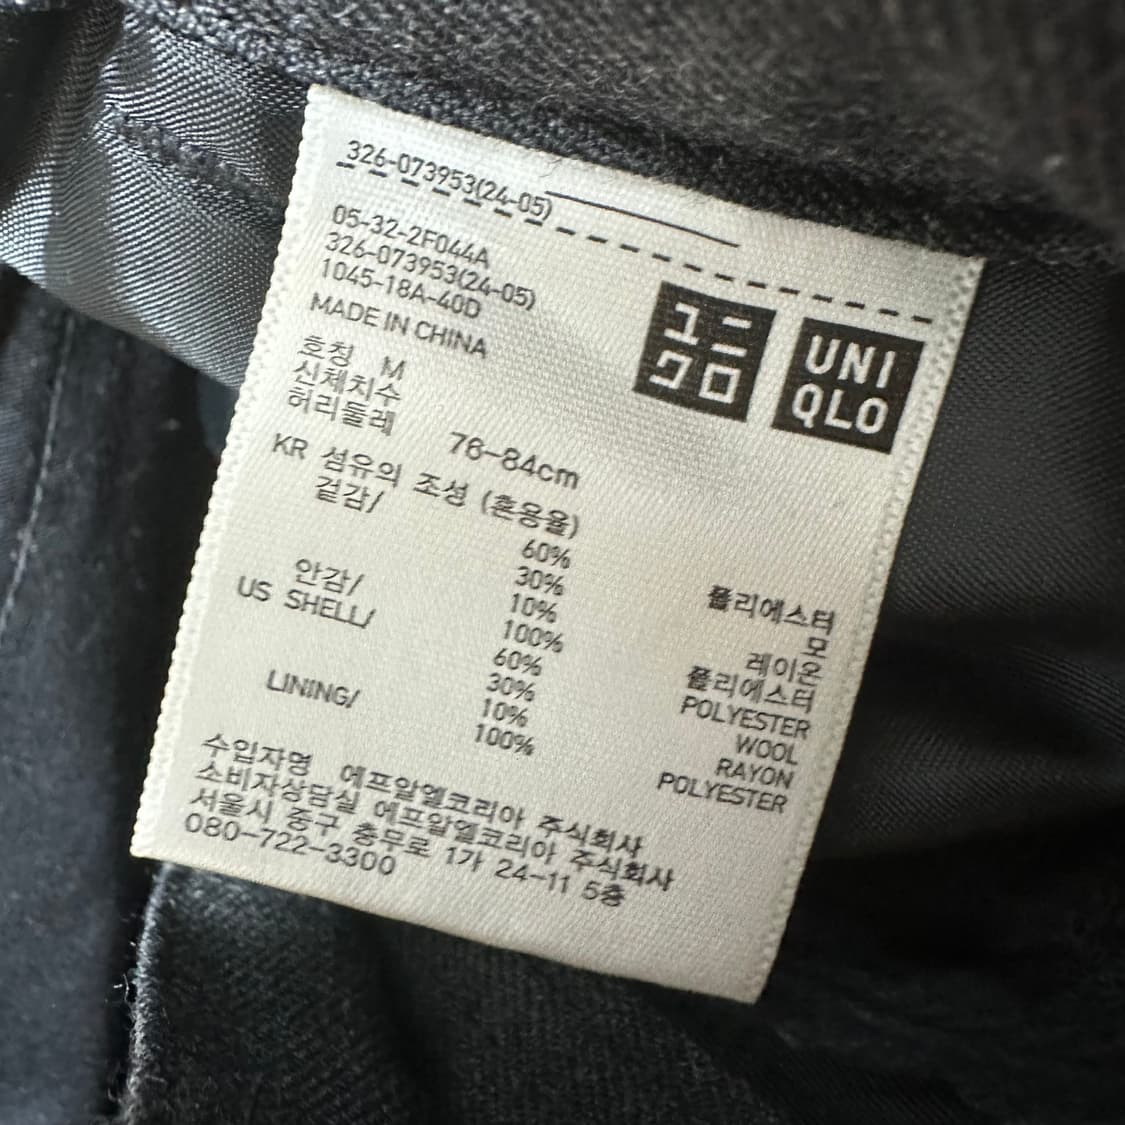 326-073953(24-05)
05-32-2F044A
326-073953(24-05)
1045-18A-40D
MADE IN CHINA
ユニ
クロ
UNI
QLO
호칭 M
신체치수
허리둘레 76-84cm
KR 섬유의 조성 (혼용율)
겉감/ 60% 폴리에스터
30% 모
10% 레이온
안감/ 100% 폴리에스터
US SHELL/ 60% POLYESTER
30% WOOL
10% RAYON
LINING/ 100% POLYESTER
수입자명 에프알엘코리아 주식회사
소비자상담실 에프알엘코리아 주식회사
서울시 중구 충무로 1가 24-11 5층
080-722-3300